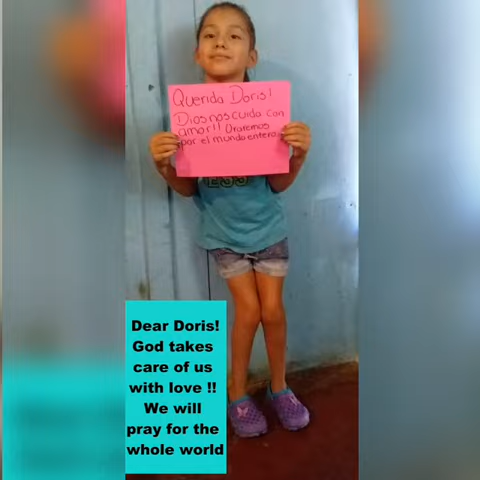 Querida Doris!
Dios nos cuida con
amor!! Oraremos
por el mundo entero.
Dear Doris!
God takes
care of us
with love !!
We will
pray for the
whole world